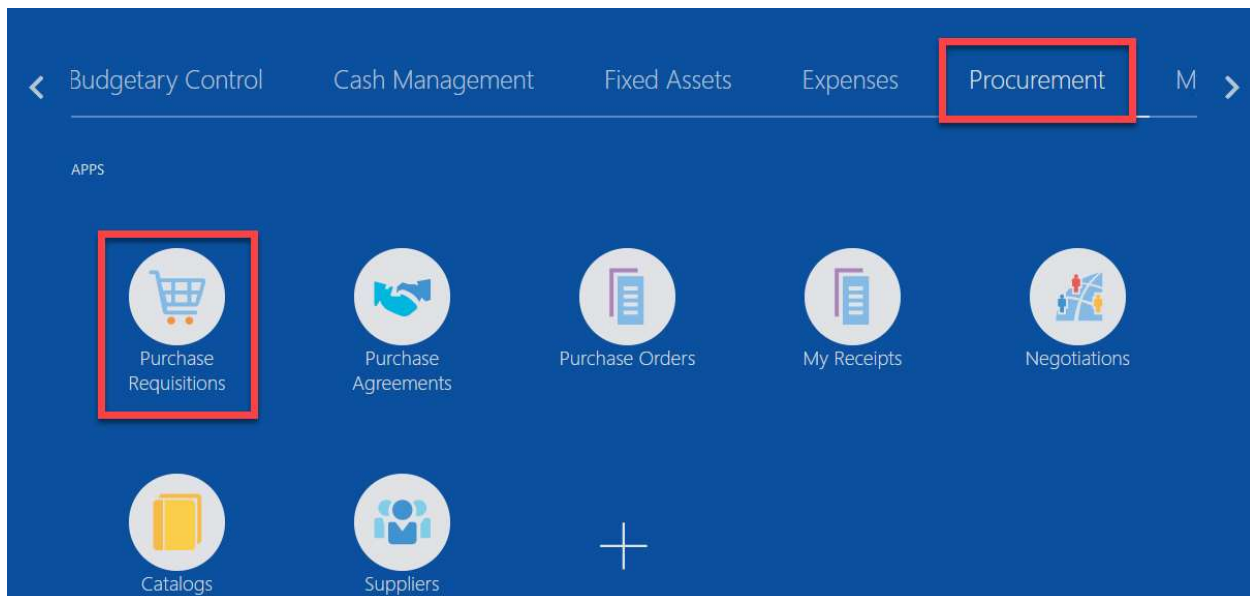 Budgetary Control Cash Management Fixed Assets Expenses Procurement M
APPS
Purchase Requisitions
Purchase Agreements
Purchase Orders
My Receipts
Negotiations
Catalogs
Suppliers